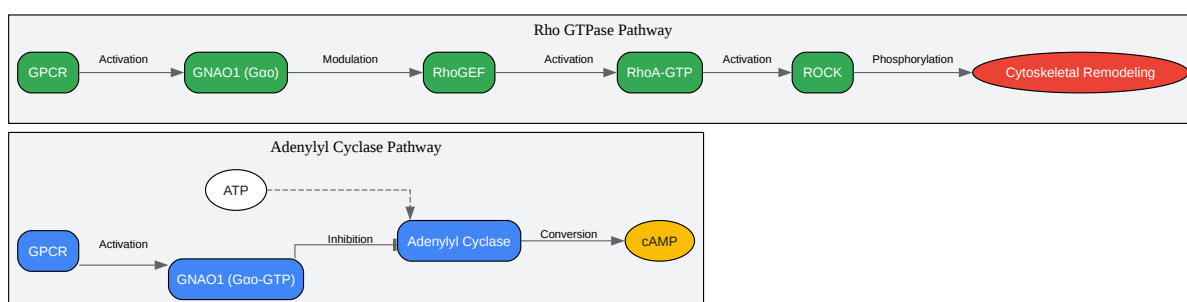 Rho GTPase Pathway
GPCR
Activation
GNAO1 (Gαo)
Modulation
RhoGEF
Activation
RhoA-GTP
Activation
ROCK
Phosphorylation
Cytoskeletal Remodeling
Adenylyl Cyclase Pathway
ATP
GPCR
Activation
GNAO1 (Gαo-GTP)
Inhibition
Adenylyl Cyclase
Conversion
cAMP